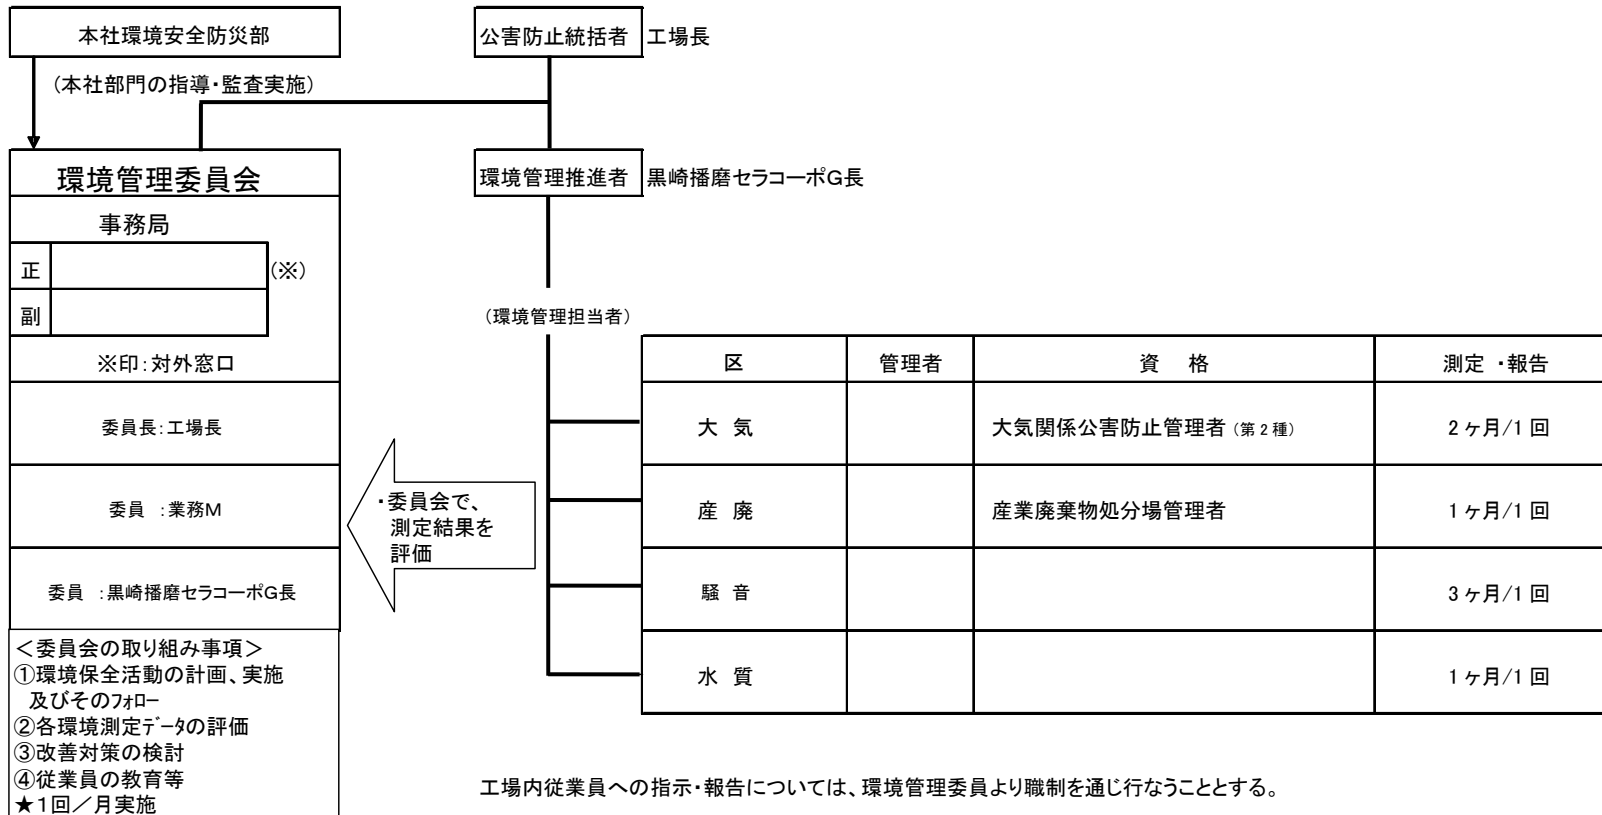 本社環境安全防災部
公害防止統括者 工場長
(本社部門の指導・監査実施)
環境管理委員会
環境管理推進者 黒崎播磨セラコーポG長
事務局
正 (※)
副
※印:対外窓口
(環境管理担当者)
区 管理者 資 格 測定 ・報告
委員長:工場長
大 気 大気関係公害防止管理者 (第2種) 2ヶ月/1回
委員 :業務M
産 廃 産業廃棄物処分場管理者 1ヶ月/1回
・委員会で、
測定結果を
評価
委員 :黒崎播磨セラコーポG長
騒 音 3ヶ月/1回
水 質 1ヶ月/1回
<委員会の取り組み事項>
①環境保全活動の計画、実施
及びそのフォロー
②各環境測定データの評価
③改善対策の検討
④従業員の教育等
★1回/月実施
工場内従業員への指示・報告については、環境管理委員より職制を通じ行なうこととする。